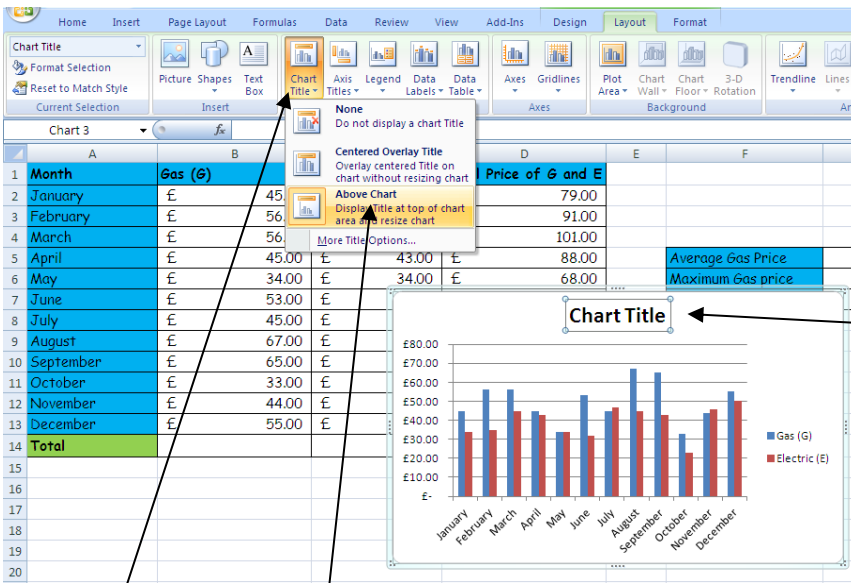 Home Insert Page Layout Formulas Data Review View Add-Ins Design Layout Format
Chart Title
Format Selection
Reset to Match Style
Current Selection
Picture Shapes Text Box
Insert
Chart Title Axis Titles Legend Data Labels Data Table
Axes Gridlines
Axes
Plot Area Chart Wall Chart Floor 3-D Rotation
Background
Trendline Lines
None
Do not display a chart Title
Centered Overlay Title
Overlay centered Title on
chart without resizing chart
Above Chart
Display Title at top of chart
area and resize chart
More Title Options...
Chart 3 fx
A B D E F
1 Month Gas (G) Price of G and E
2 January £ 45. 79.00
3 February £ 56. 91.00
4 March £ 56. 101.00
5 April £ 45.00 £ 43.00 £ 88.00 Average Gas Price
6 May £ 34.00 £ 34.00 £ 68.00 Maximum Gas price
7 June £ 53.00 £
8 July £ 45.00 £
9 August £ 67.00 £
10 September £ 65.00 £
11 October £ 33.00 £
12 November £ 44.00 £
13 December £ 55.00 £
14 Total
15
16
17
18
19
20
Chart Title
£80.00
£70.00
£60.00
£50.00
£40.00
£30.00
£20.00
£10.00
£-
January February March April May June July August September October November December
Gas (G)
Electric (E)